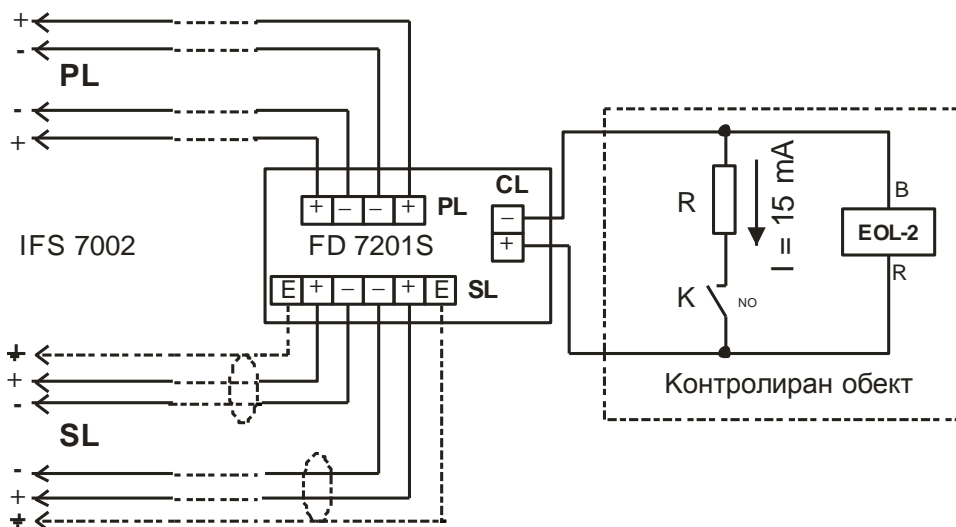 +
-
PL
-
+
CL
+ − − + PL
−
+
IFS 7002
FD 7201S
E + − − + E SL
R
I = 15 mA
B
EOL-2
R
K NO
Контролиран обект
+
-
SL
-
+